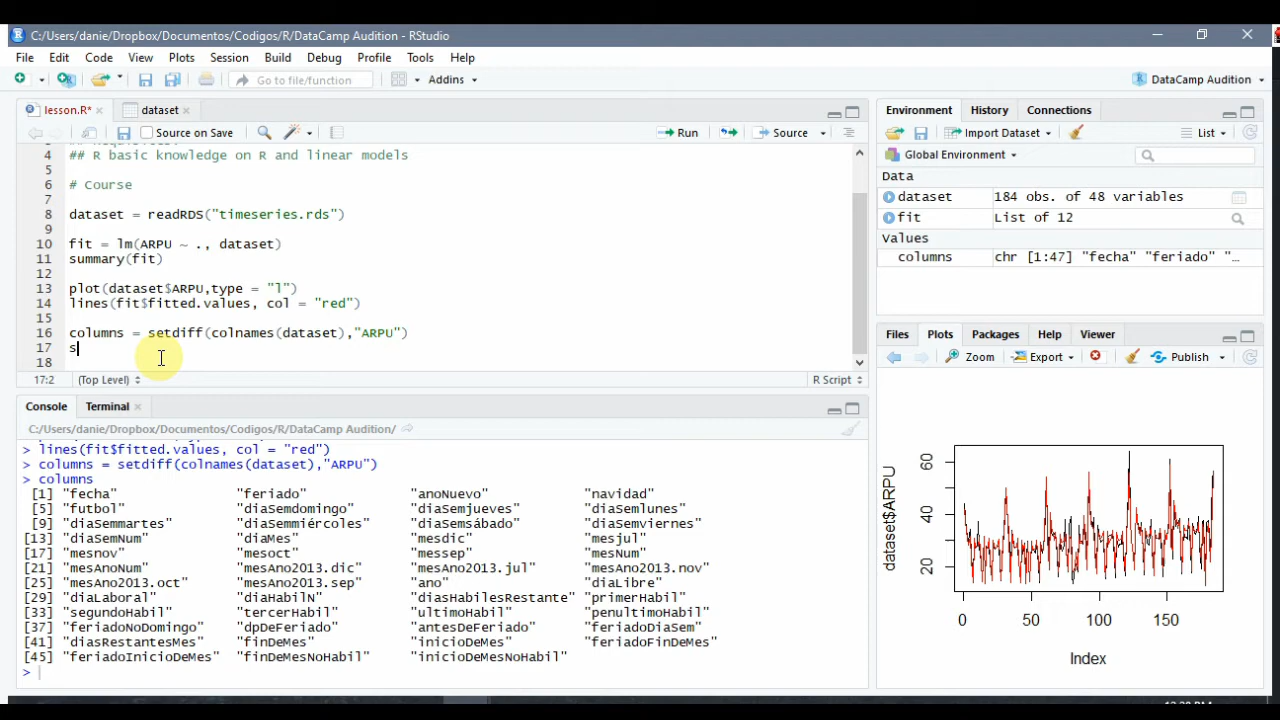 C:/Users/danie/Dropbox/Documentos/Codigos/R/DataCamp Audition - RStudio
File Edit Code View Plots Session Build Debug Profile Tools Help
Go to file/function Addins DataCamp Audition
lesson.R* dataset
Source on Save Run Source
4 ## R basic knowledge on R and linear models
5
6 # Course
7
8 dataset = readRDS("timeseries.rds")
9
10 fit = lm(ARPU ~ ., dataset)
11 summary(fit)
12
13 plot(dataset$ARPU,type = "l")
14 lines(fit$fitted.values, col = "red")
15
16 columns = setdiff(colnames(dataset),"ARPU")
17 s
18
17:2 (Top Level) R Script
Console Terminal
C:/Users/danie/Dropbox/Documentos/Codigos/R/DataCamp Audition/
> lines(fit$fitted.values, col = "red")
> columns = setdiff(colnames(dataset),"ARPU")
> columns
[1] "fecha" "feriado" "anoNuevo" "navidad"
[5] "futbol" "diaSemdomingo" "diaSemjueves" "diaSemlunes"
[9] "diaSemmartes" "diaSemmiércoles" "diaSemsábado" "diaSemviernes"
[13] "diaSemNum" "diaMes" "mesdic" "mesjul"
[17] "mesnov" "mesoct" "messep" "mesNum"
[21] "mesAnoNum" "mesAno2013.dic" "mesAno2013.jul" "mesAno2013.nov"
[25] "mesAno2013.oct" "mesAno2013.sep" "ano" "diaLibre"
[29] "diaLaboral" "diaHabilN" "diasHabilesRestante" "primerHabil"
[33] "segundoHabil" "tercerHabil" "ultimoHabil" "penultimoHabil"
[37] "feriadoNoDomingo" "dpDeFeriado" "antesDeFeriado" "feriadoDiaSem"
[41] "diasRestantesMes" "finDeMes" "inicioDeMes" "feriadoFinDeMes"
[45] "feriadoInicioDeMes" "finDeMesNoHabil" "inicioDeMesNoHabil"
>
Environment History Connections
Import Dataset List
Global Environment
Data
dataset 184 obs. of 48 variables
fit List of 12
Values
columns chr [1:47] "fecha" "feriado" "…
Files Plots Packages Help Viewer
Zoom Export Publish
dataset$ARPU
60
40
20
0 50 100 150
Index